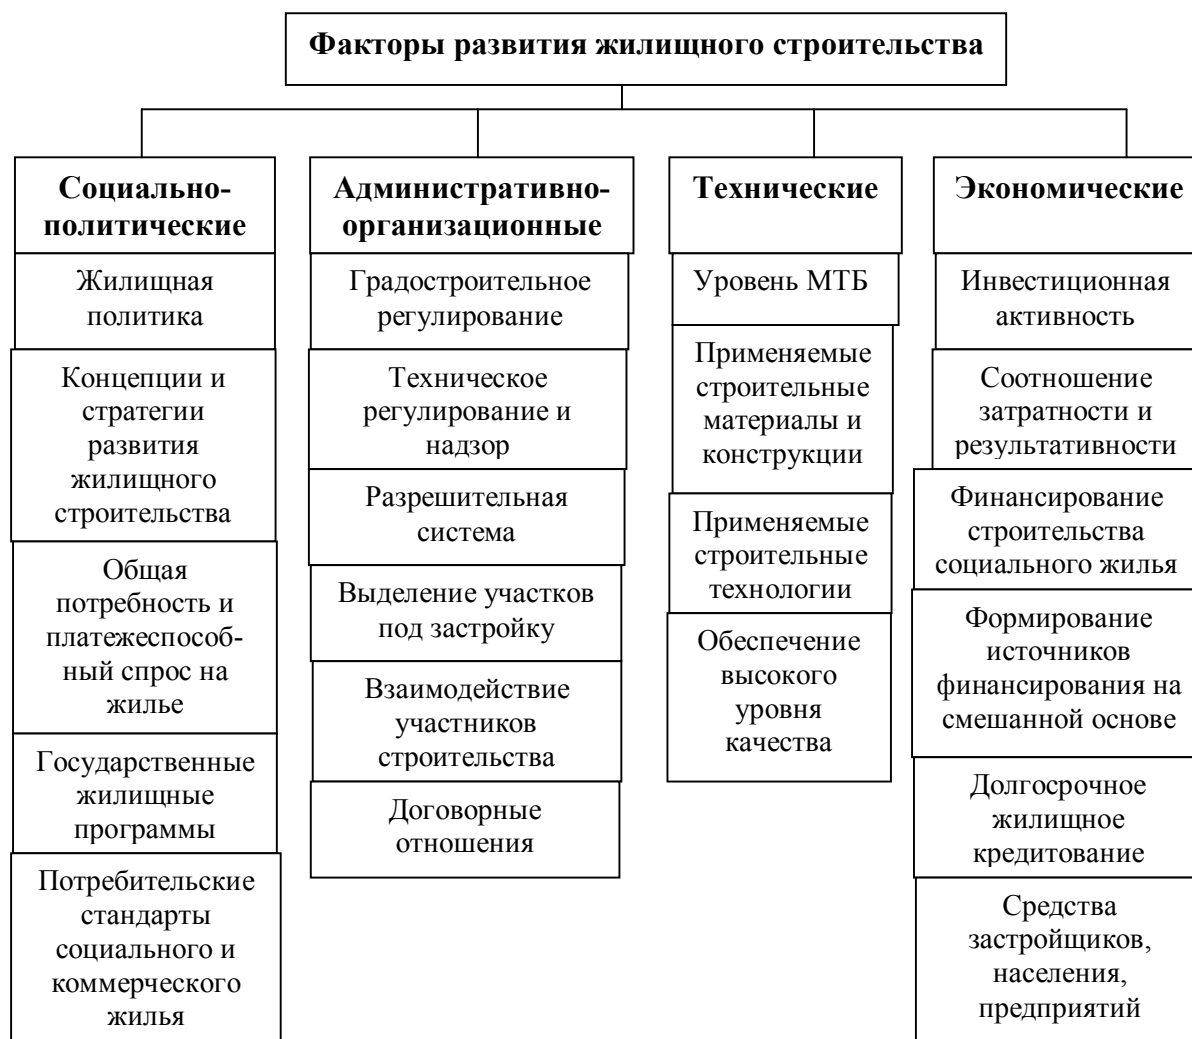 Факторы развития жилищного строительства
Социально-
политические
Жилищная
политика
Концепции и
стратегии
развития
жилищного
строительства
Общая
потребность и
платежеспособ-
ный спрос на
жилье
Государственные
жилищные
программы
Потребительские
стандарты
социального и
коммерческого
жилья
Административно-
организационные
Градостроительное
регулирование
Техническое
регулирование и
надзор
Разрешительная
система
Выделение участков
под застройку
Взаимодействие
участников
строительства
Договорные
отношения
Технические
Уровень МТБ
Применяемые
строительные
материалы и
конструкции
Применяемые
строительные
технологии
Обеспечение
высокого
уровня
качества
Экономические
Инвестиционная
активность
Соотношение
затратности и
результативности
Финансирование
строительства
социального жилья
Формирование
источников
финансирования на
смешанной основе
Долгосрочное
жилищное
кредитование
Средства
застройщиков,
населения,
предприятий